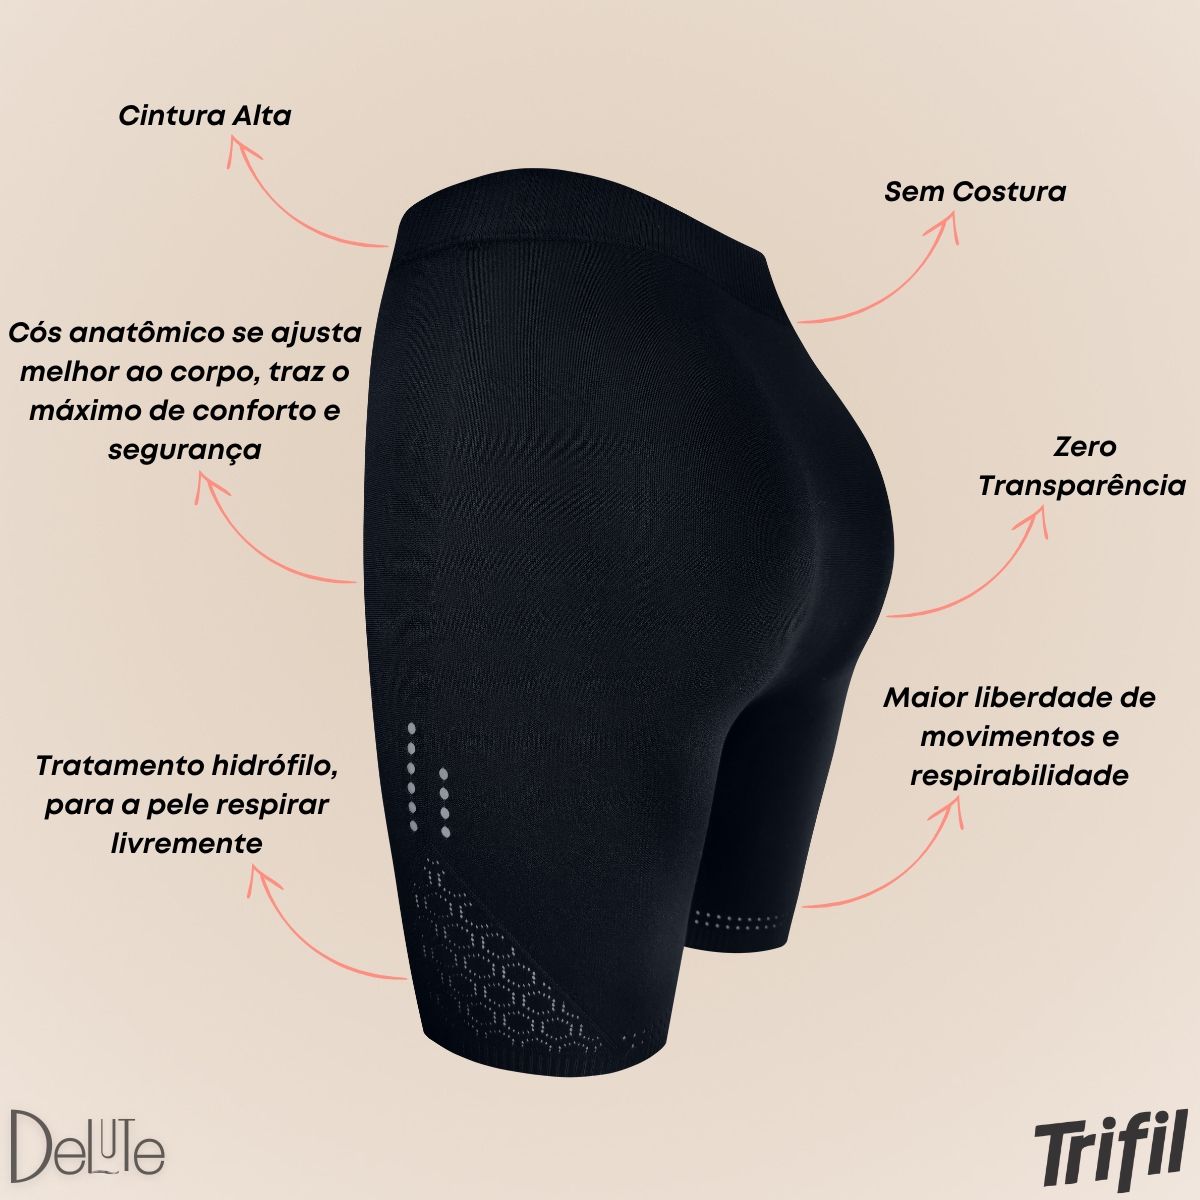 Cintura Alta
Sem Costura
Cós anatômico se ajusta
melhor ao corpo, traz o
máximo de conforto e
segurança
Zero
Transparência
Maior liberdade de
movimentos e
respirabilidade
Tratamento hidrófilo,
para a pele respirar
livremente
DeLUTe
Trifil